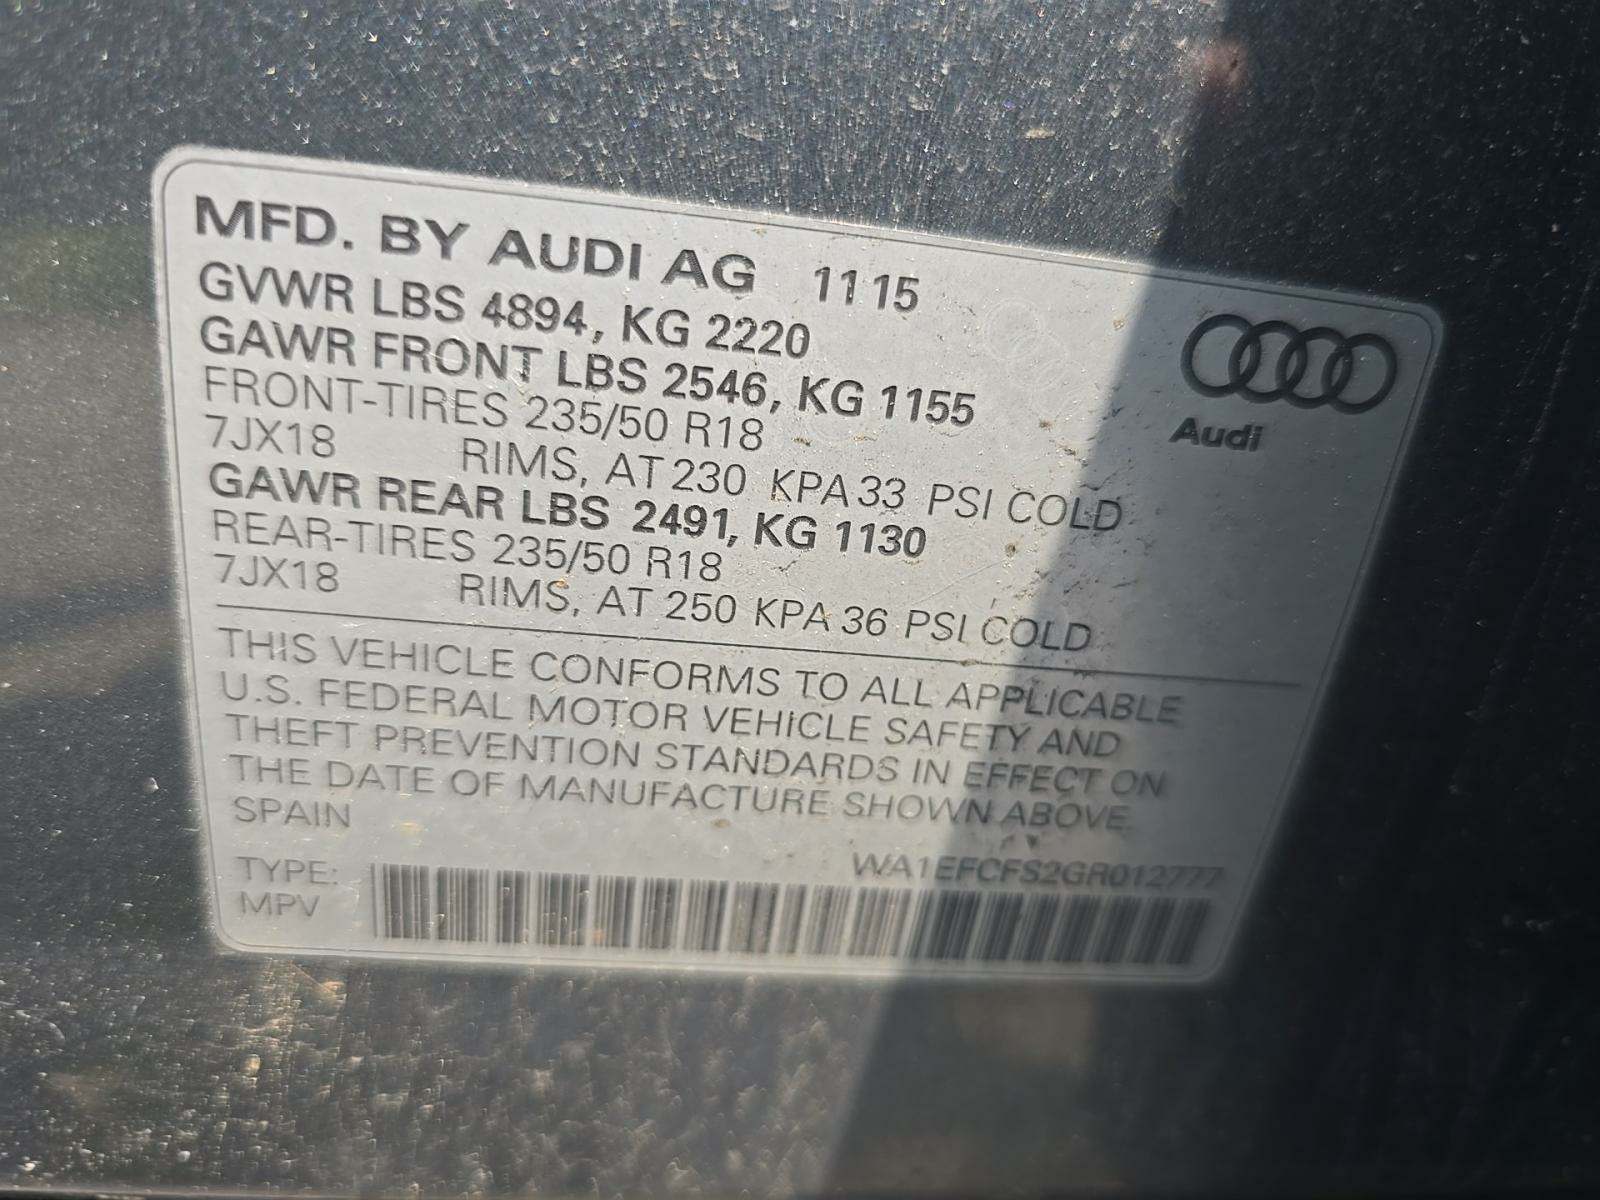 MFD. BY AUDI AG 11 15
GVWR LBS 4894, KG 2220
GAWR FRONT LBS 2546, KG 1155
FRONT-TIRES 235/50 R18
7JX18 RIMS, AT 230 KPA 33 PSI COLD
GAWR REAR LBS 2491, KG 1130
REAR-TIRES 235/50 R18
7JX18 RIMS, AT 250 KPA 36 PSI COLD
Audi
THIS VEHICLE CONFORMS TO ALL APPLICABLE
U.S. FEDERAL MOTOR VEHICLE SAFETY AND
THEFT PREVENTION STANDARDS IN EFFECT ON
THE DATE OF MANUFACTURE SHOWN ABOVE
SPAIN
WA1EFCFS2GR012777
TYPE:
MPV